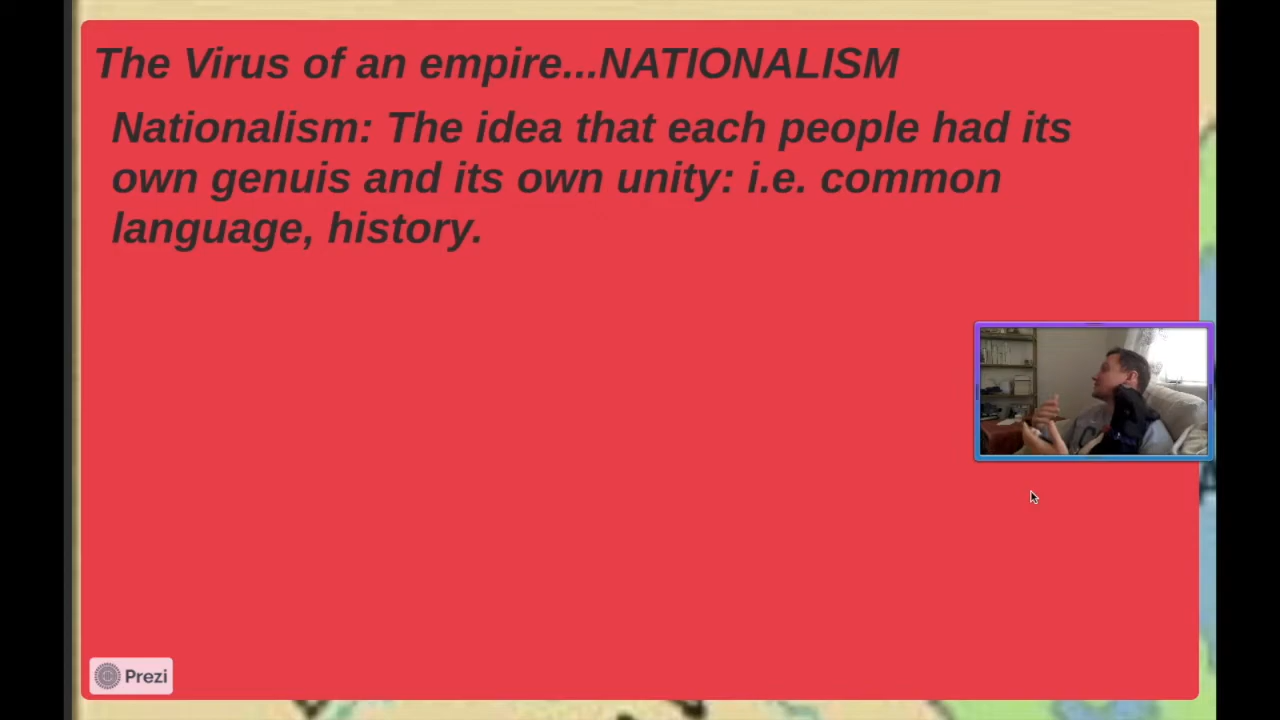 The Virus of an empire...NATIONALISM
Nationalism: The idea that each people had its
own genuis and its own unity: i.e. common
language, history.
Prezi